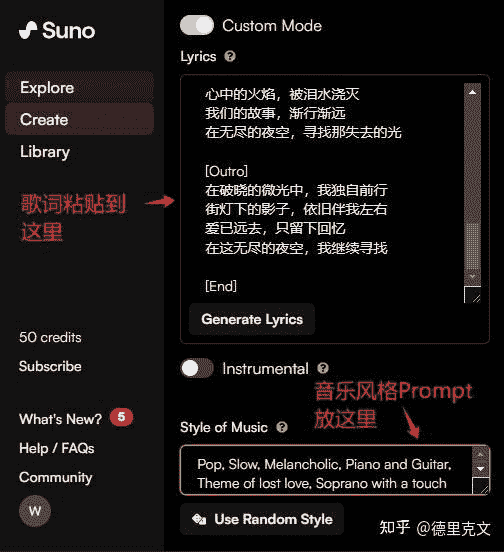 Suno
Custom Mode
Lyrics ?
Explore
Create
Library
心中的火焰，被泪水浇灭
我们的故事，渐行渐远
在无尽的夜空，寻找那失去的光
[Outro]
在破晓的微光中，我独自前行
街灯下的影子，依旧伴我左右
爱已远去，只留下回忆
在这无尽的夜空，我继续寻找
[End]
歌词粘贴到
这里
Generate Lyrics
50 credits
Subscribe
Instrumental ?
音乐风格Prompt
放这里
What's New? 5
Help / FAQs
Community
W
Style of Music ?
Pop, Slow, Melancholic, Piano and Guitar,
Theme of lost love, Soprano with a touch
Use Random Style
知乎 @德里克文